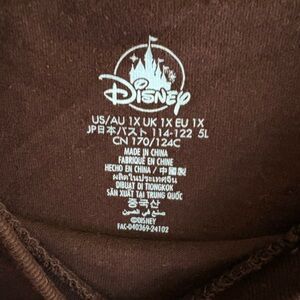 Disney
US/AU 1X UK 1X EU 1X
JP日本バスト 114-122 5L
CN 170/124C
MADE IN CHINA
FABRIQUÉ EN CHINE
HECHO EN CHINA / 中國製
ผลิตในประเทศจีน
DIBUAT DI TIONGKOK
SẢN XUẤT TẠI TRUNG QUỐC
중국산
صنع في الصين
©DISNEY
FAC-040369-24102